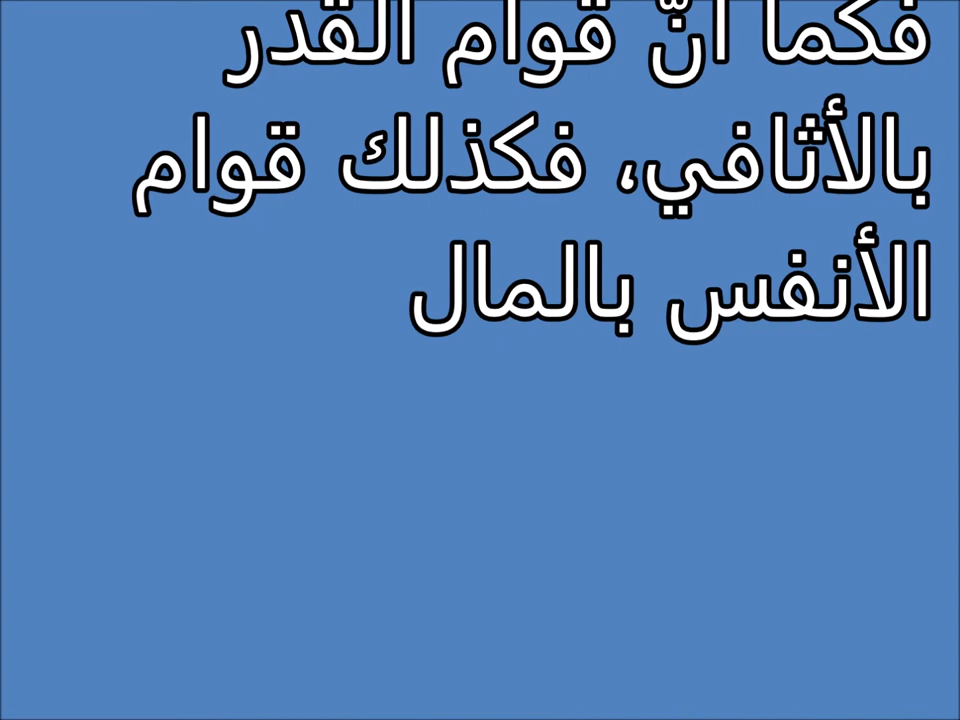 فكما أنّ قوام القدر
بالأثافي، فكذلك قوام
الأنفس بالمال